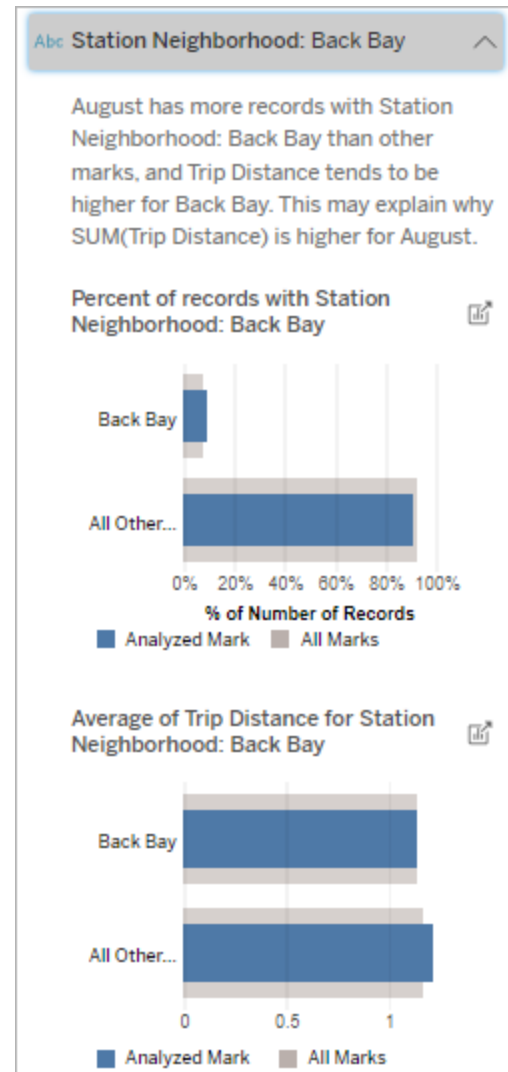 Abc Station Neighborhood: Back Bay
August has more records with Station
Neighborhood: Back Bay than other
marks, and Trip Distance tends to be
higher for Back Bay. This may explain why
SUM(Trip Distance) is higher for August.
Percent of records with Station
Neighborhood: Back Bay
Back Bay
All Other...
0% 20% 40% 60% 80% 100%
% of Number of Records
Analyzed Mark All Marks
Average of Trip Distance for Station
Neighborhood: Back Bay
Back Bay
All Other...
0 0.5 1
Analyzed Mark All Marks